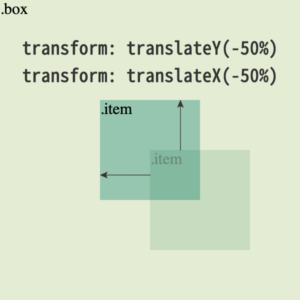 .box
transform: translateY(-50%)
transform: translateX(-50%)
.item
.item